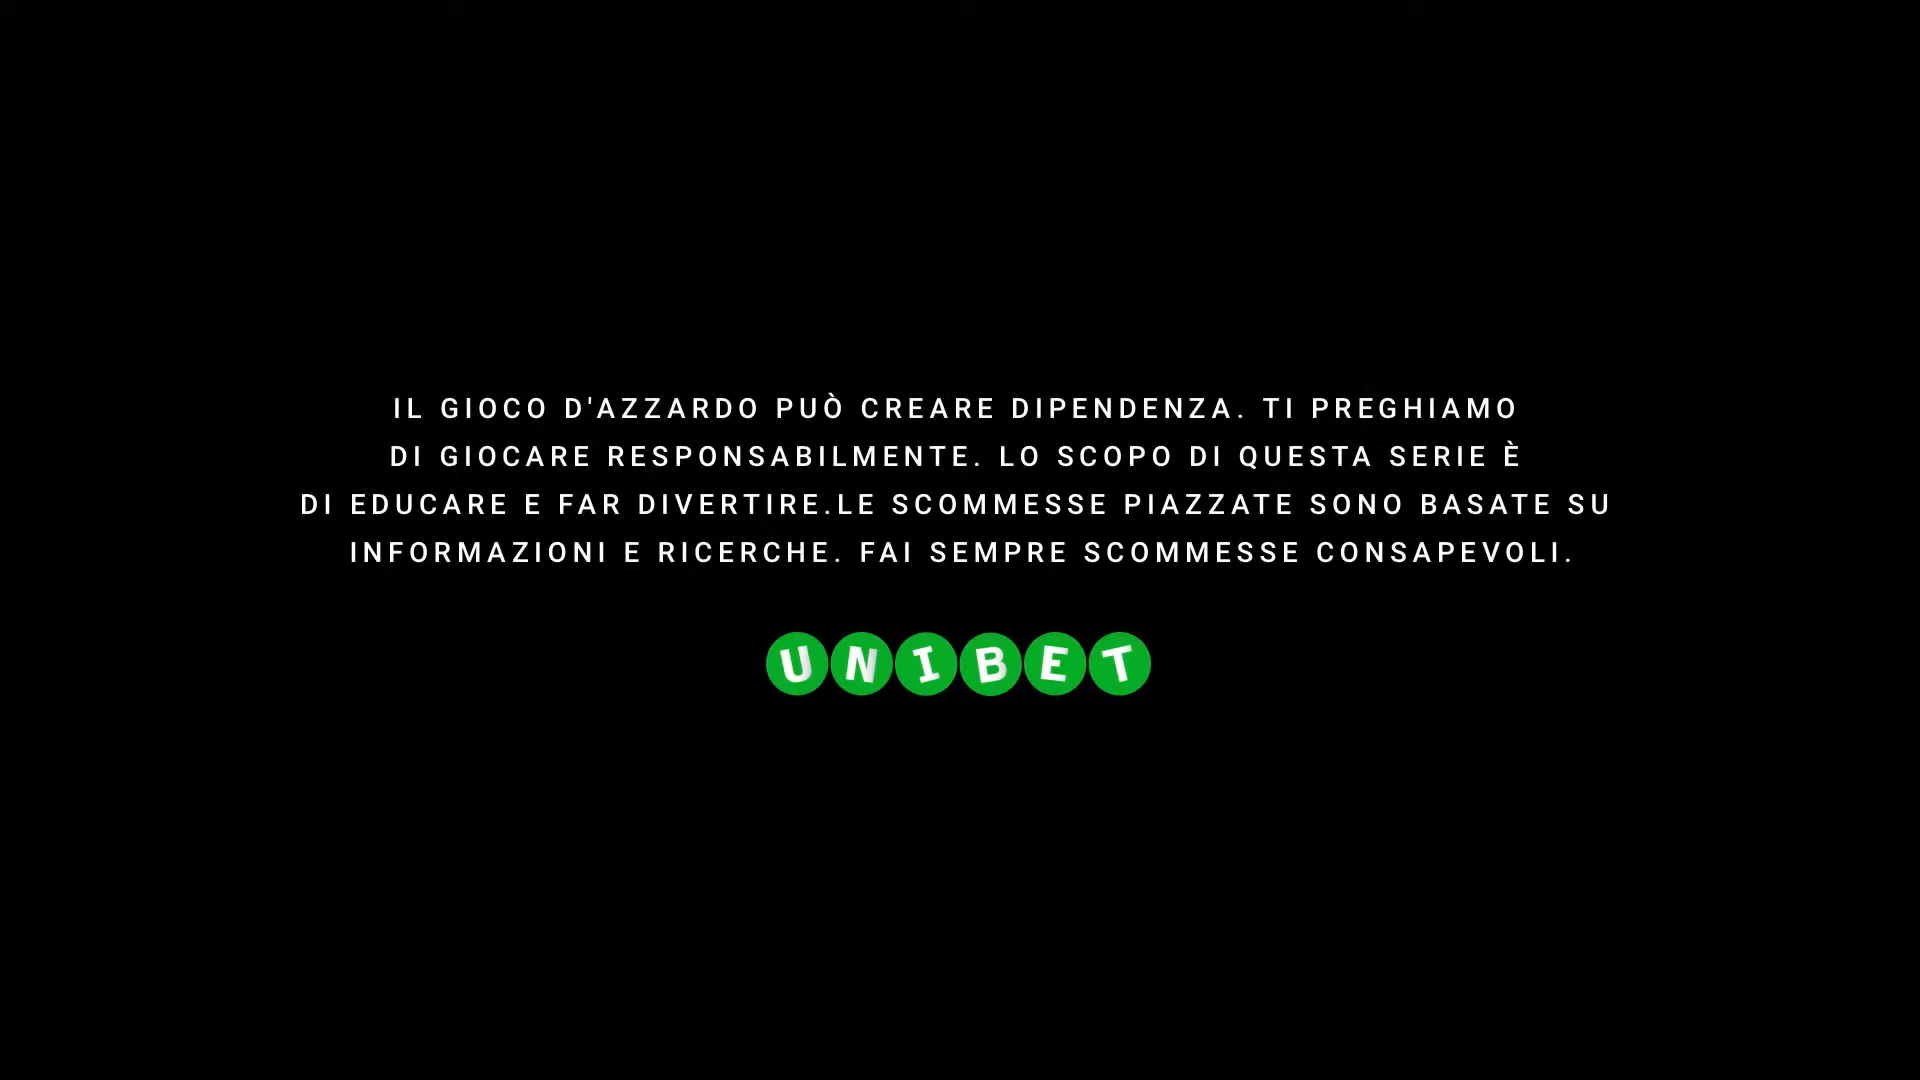 IL GIOCO D'AZZARDO PUÒ CREARE DIPENDENZA. TI PREGHIAMO
DI GIOCARE RESPONSABILMENTE. LO SCOPO DI QUESTA SERIE È
DI EDUCARE E FAR DIVERTIRE.LE SCOMMESSE PIAZZATE SONO BASATE SU
INFORMAZIONI E RICERCHE. FAI SEMPRE SCOMMESSE CONSAPEVOLI.
UNIBET